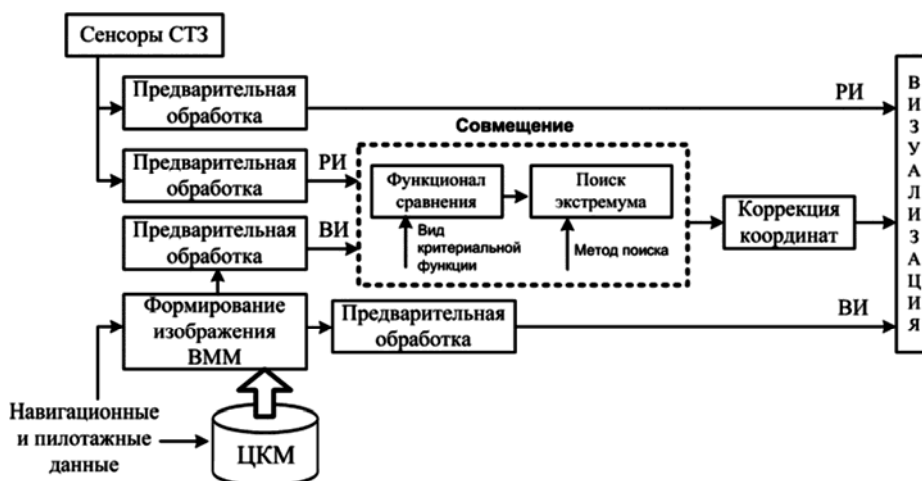 Сенсоры СТЗ
Предварительная
обработка
РИ
Совмещение
Предварительная
обработка
РИ
Функционал
сравнения
Поиск
экстремума
Вид
критериальной
функции
Метод поиска
Коррекция
координат
ВИЗУАЛИЗАЦИЯ
Предварительная
обработка
ВИ
Формирование
изображения
ВММ
Предварительная
обработка
ВИ
Навигационные
и пилотажные
данные
ЦКМ